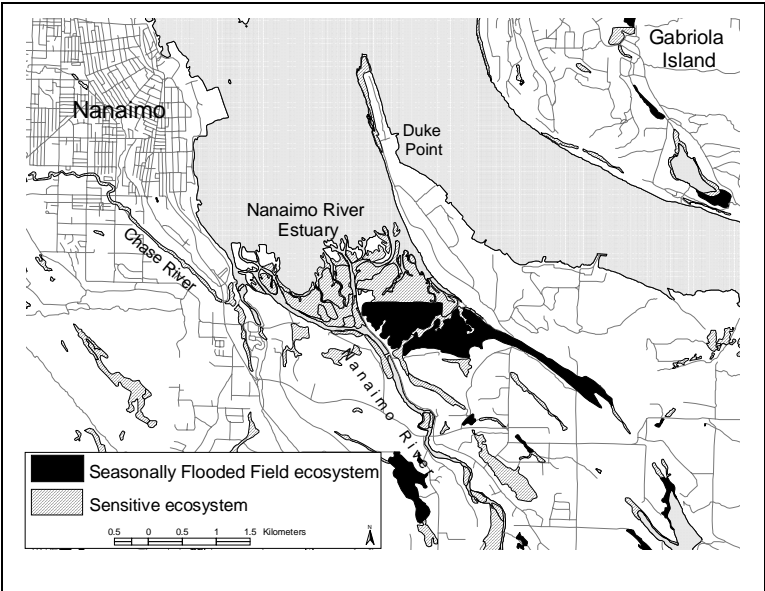 Gabriola
Island
Nanaimo
Duke
Point
Nanaimo River
Estuary
Chase River
Nanaimo River
Seasonally Flooded Field ecosystem
Sensitive ecosystem
0.5 0 0.5 1 1.5 Kilometers
N